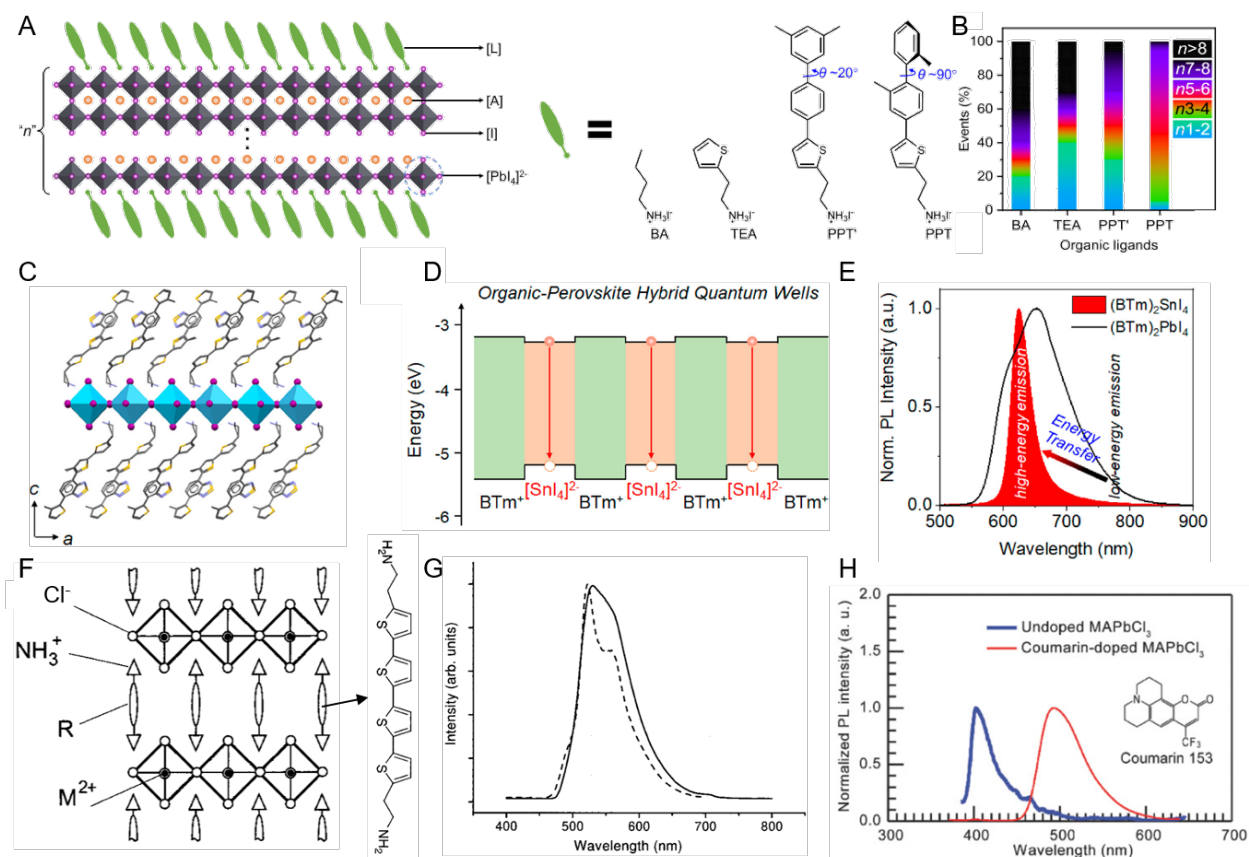 A
[L]
[A]
[I]
[PbI₄]²⁻
"n"
=
θ ~20°
θ ~90°
S
S
S
S
NH₃I⁻
NH₃I⁻
NH₃I⁻
NH₃I⁻
+
+
+
+
BA
TEA
PPT'
PPT
B
Events (%)
100
80
60
40
20
0
n>8
n7-8
n5-6
n3-4
n1-2
BA
TEA
PPT'
PPT
Organic ligands
C
c
a
D
Organic-Perovskite Hybrid Quantum Wells
Energy (eV)
-3
-4
-5
-6
BTm⁺
[SnI₄]²⁻
BTm⁺
[SnI₄]²⁻
BTm⁺
[SnI₄]²⁻
BTm⁺
E
Norm. PL Intensity (a.u.)
1.0
0.5
0.0
(BTm)₂SnI₄
(BTm)₂PbI₄
high-energy emission
Energy
Transfer
low-energy emission
500
600
700
800
900
Wavelength (nm)
F
Cl⁻
NH₃⁺
R
M²⁺
H₂N
S
S
S
S
NH₂
G
Intensity (arb. units)
400
500
600
700
800
Wavelength (nm)
H
Normalized PL intensity (a. u.)
2.0
1.5
1.0
0.5
0.0
Undoped MAPbCl₃
Coumarin-doped MAPbCl₃
N
O
O
CF₃
Coumarin 153
300
400
500
600
700
Wavelength (nm)